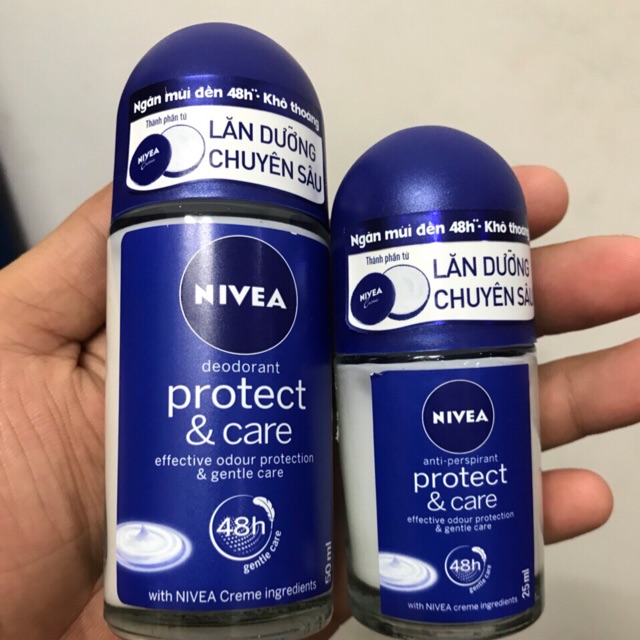 Ngăn mùi đến 48h** - Khô thoáng
Thành phần từ
NIVEA
Creme
LĂN DƯỠNG
CHUYÊN SÂU
NIVEA
deodorant
protect
& care
effective odour protection
& gentle care
48h
gentle care
50 ml
with NIVEA Creme ingredients
Ngăn mùi đến 48h** - Khô thoáng
Thành phần từ
NIVEA
Creme
LĂN DƯỠNG
CHUYÊN SÂU
NIVEA
anti-perspirant
protect
& care
effective odour protection
& gentle care
48h
gentle care
25 ml
with NIVEA creme ingredients